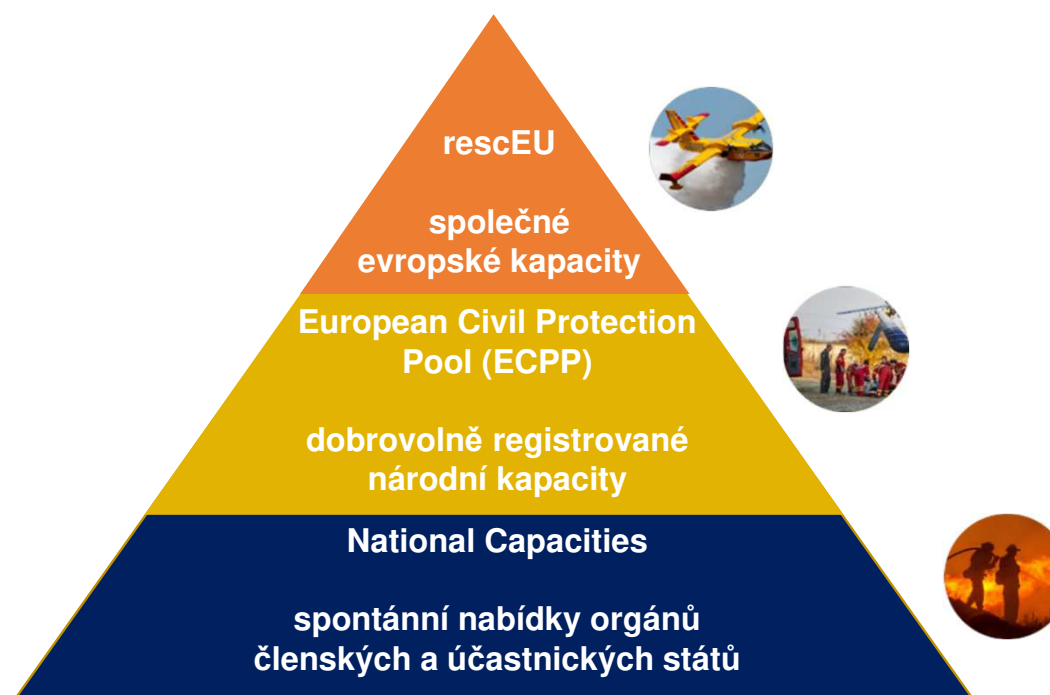 rescEU
společné
evropské kapacity
European Civil Protection
Pool (ECPP)
dobrovolně registrované
národní kapacity
National Capacities
spontánní nabídky orgánů
členských a účastnických států